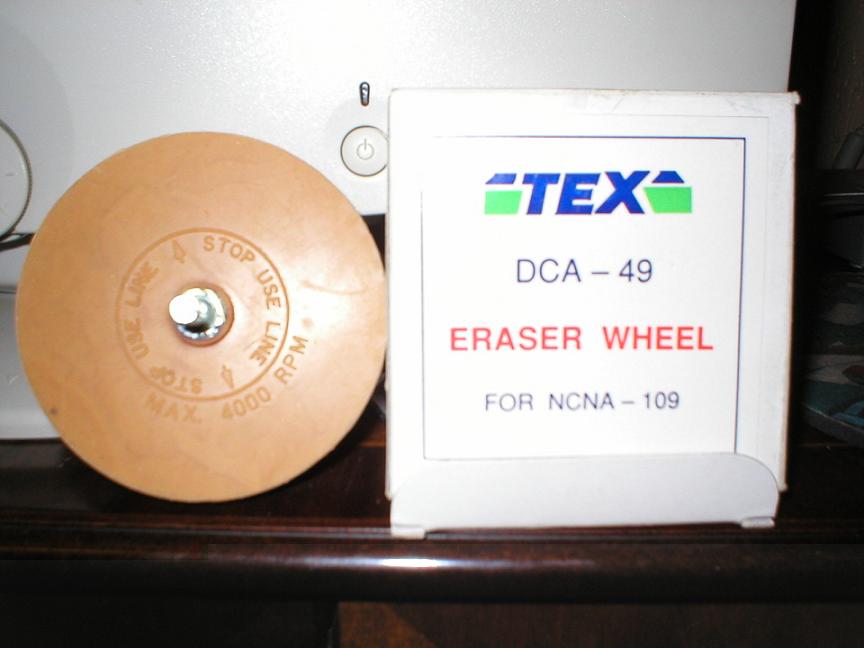 STOP USE LINE
STOP USE LINE
MAX. 4000 RPM
TEX
DCA – 49
ERASER WHEEL
FOR NCNA – 109